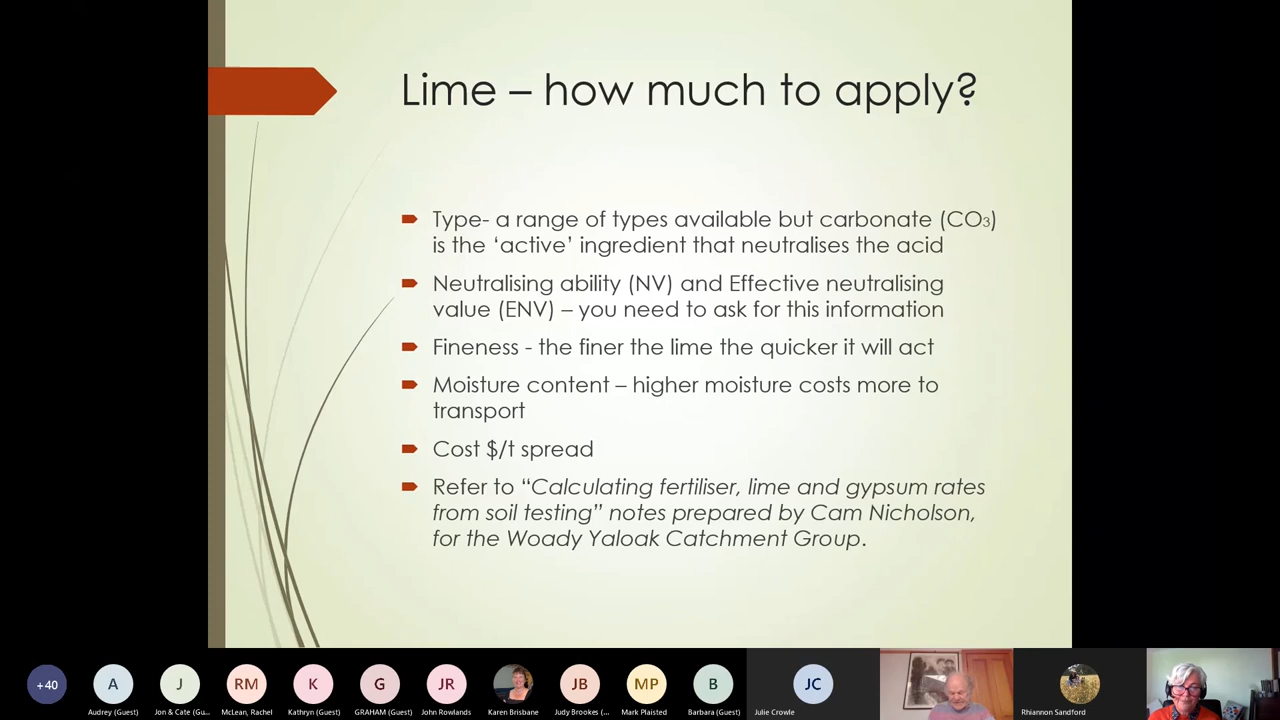 Lime – how much to apply?
Type- a range of types available but carbonate (CO₃)
is the ‘active’ ingredient that neutralises the acid
Neutralising ability (NV) and Effective neutralising
value (ENV) – you need to ask for this information
Fineness - the finer the lime the quicker it will act
Moisture content – higher moisture costs more to
transport
Cost $/t spread
Refer to “Calculating fertiliser, lime and gypsum rates
from soil testing” notes prepared by Cam Nicholson,
for the Woady Yaloak Catchment Group.
+40
A
J
RM
K
G
JR
JB
MP
B
JC
Audrey (Guest)
Jon & Cate (Gu...
McLean, Rachel
Kathryn (Guest)
GRAHAM (Guest)
John Rowlands
Karen Brisbane
Judy Brookes (...
Mark Plaisted
Barbara (Guest)
Julie Crowle
Rhiannon Sandford